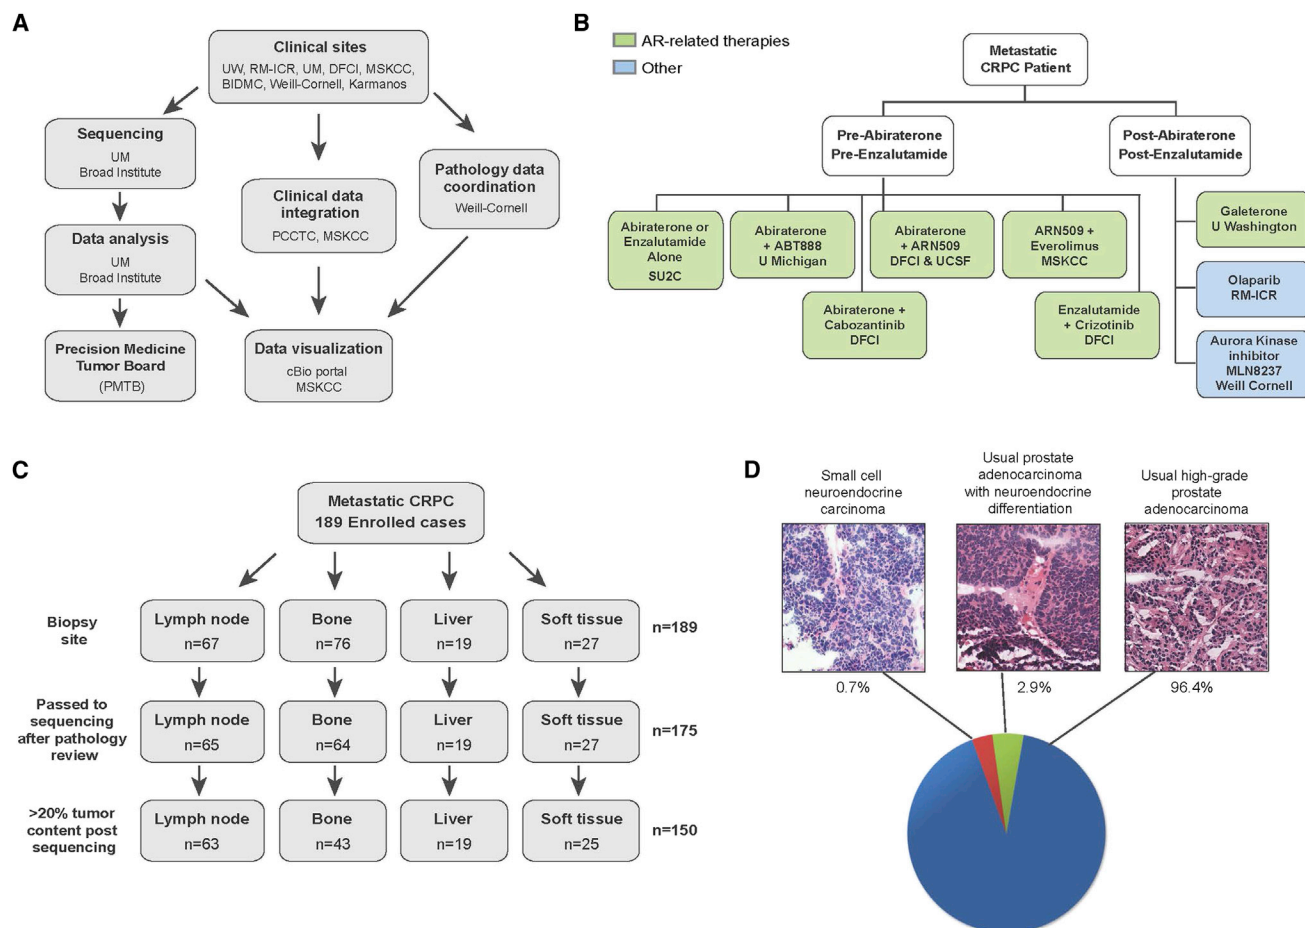 A
Clinical sites
UW, RM-ICR, UM, DFCI, MSKCC,
BIDMC, Weill-Cornell, Karmanos
Sequencing
UM
Broad Institute
Clinical data
integration
PCCTC, MSKCC
Pathology data
coordination
Weill-Cornell
Data analysis
UM
Broad Institute
Precision Medicine
Tumor Board
(PMTB)
Data visualization
cBio portal
MSKCC
B
AR-related therapies
Other
Metastatic
CRPC Patient
Pre-Abiraterone
Pre-Enzalutamide
Post-Abiraterone
Post-Enzalutamide
Abiraterone or
Enzalutamide
Alone
SU2C
Abiraterone
+ ABT888
U Michigan
Abiraterone
+ ARN509
DFCI & UCSF
ARN509 +
Everolimus
MSKCC
Abiraterone +
Cabozantinib
DFCI
Enzalutamide
+ Crizotinib
DFCI
Galeterone
U Washington
Olaparib
RM-ICR
Aurora Kinase
inhibitor
MLN8237
Weill Cornell
C
Metastatic CRPC
189 Enrolled cases
Biopsy
site
Lymph node
n=67
Bone
n=76
Liver
n=19
Soft tissue
n=27
n=189
Passed to
sequencing
after pathology
review
Lymph node
n=65
Bone
n=64
Liver
n=19
Soft tissue
n=27
n=175
>20% tumor
content post
sequencing
Lymph node
n=63
Bone
n=43
Liver
n=19
Soft tissue
n=25
n=150
D
Small cell
neuroendocrine
carcinoma
Usual prostate
adenocarcinoma
with neuroendocrine
differentiation
Usual high-grade
prostate
adenocarcinoma
0.7%
2.9%
96.4%